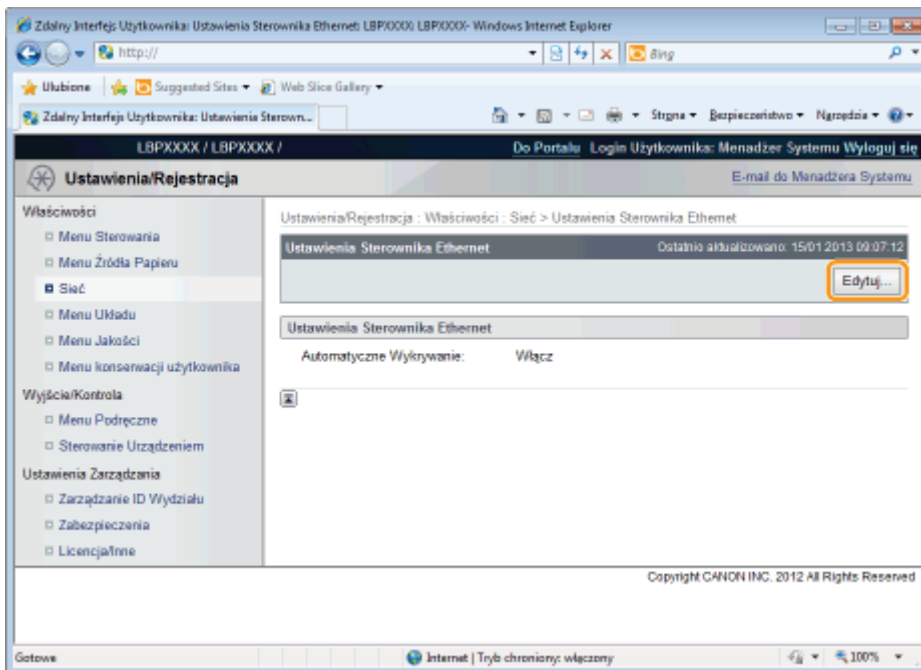 Zdalny Interfejs Użytkownika: Ustawienia Sterownika Ethernet: LBPXXXX: LBPXXXX- Windows Internet Explorer
http://
Bing
Ulubione Suggested Sites Web Slice Gallery
Zdalny Interfejs Użytkownika: Ustawienia Sterown... Strona Bezpieczeństwo Narzędzia
LBPXXXX / LBPXXXX / Do Portalu Login Użytkownika: Menadżer Systemu Wyloguj się
Ustawienia/Rejestracja E-mail do Menadżera Systemu
Właściwości
Menu Sterowania
Menu Źródła Papieru
Sieć
Menu Układu
Menu Jakości
Menu konserwacji użytkownika
Wyjście/Kontrola
Menu Podręczne
Sterowanie Urządzeniem
Ustawienia Zarządzania
Zarządzanie ID Wydziału
Zabezpieczenia
Licencja/Inne
Ustawienia/Rejestracja : Właściwości : Sieć > Ustawienia Sterownika Ethernet
Ustawienia Sterownika Ethernet Ostatnio aktualizowano: 15/01 2013 09:07:12
Edytuj...
Ustawienia Sterownika Ethernet
Automatyczne Wykrywanie: Włącz
Copyright CANON INC. 2012 All Rights Reserved
Gotowe Internet | Tryb chroniony: włączony 100%